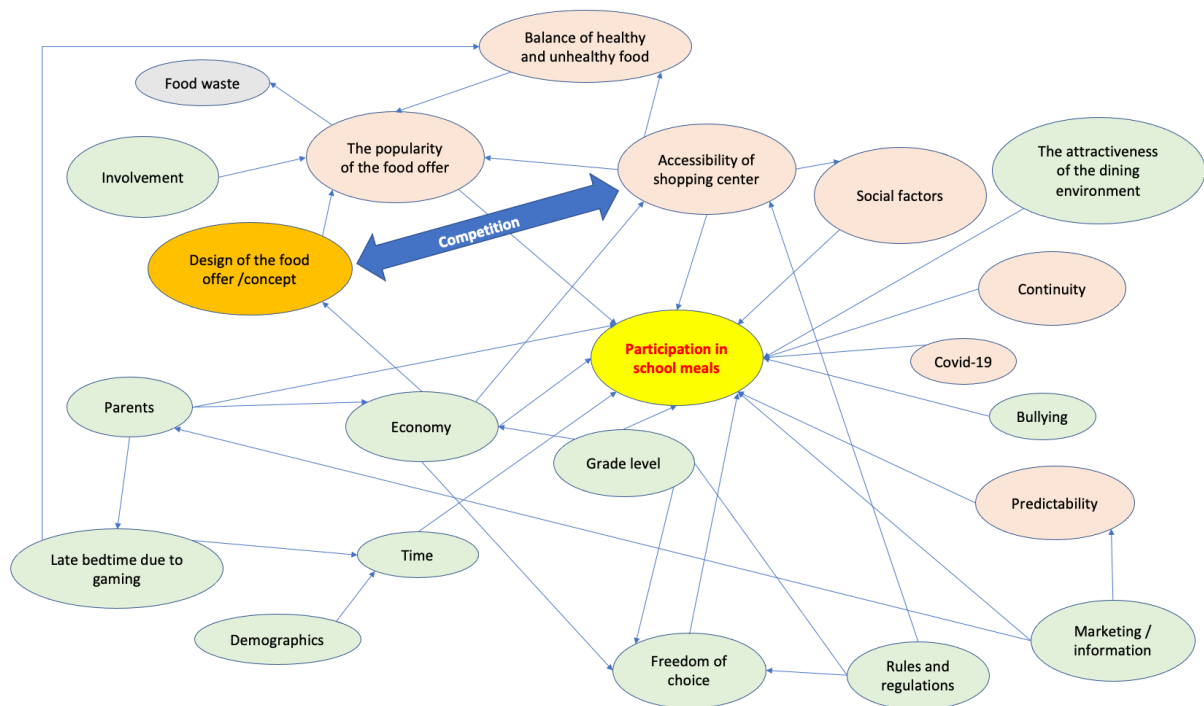 Balance of healthy
and unhealthy food
Food waste
The popularity
of the food offer
Accessibility of
shopping center
The attractiveness
of the dining
environment
Involvement
Social factors
Competition
Design of the food
offer /concept
Continuity
Participation in
school meals
Covid-19
Parents
Bullying
Economy
Grade level
Predictability
Late bedtime due to
gaming
Time
Demographics
Marketing /
information
Freedom of
choice
Rules and
regulations